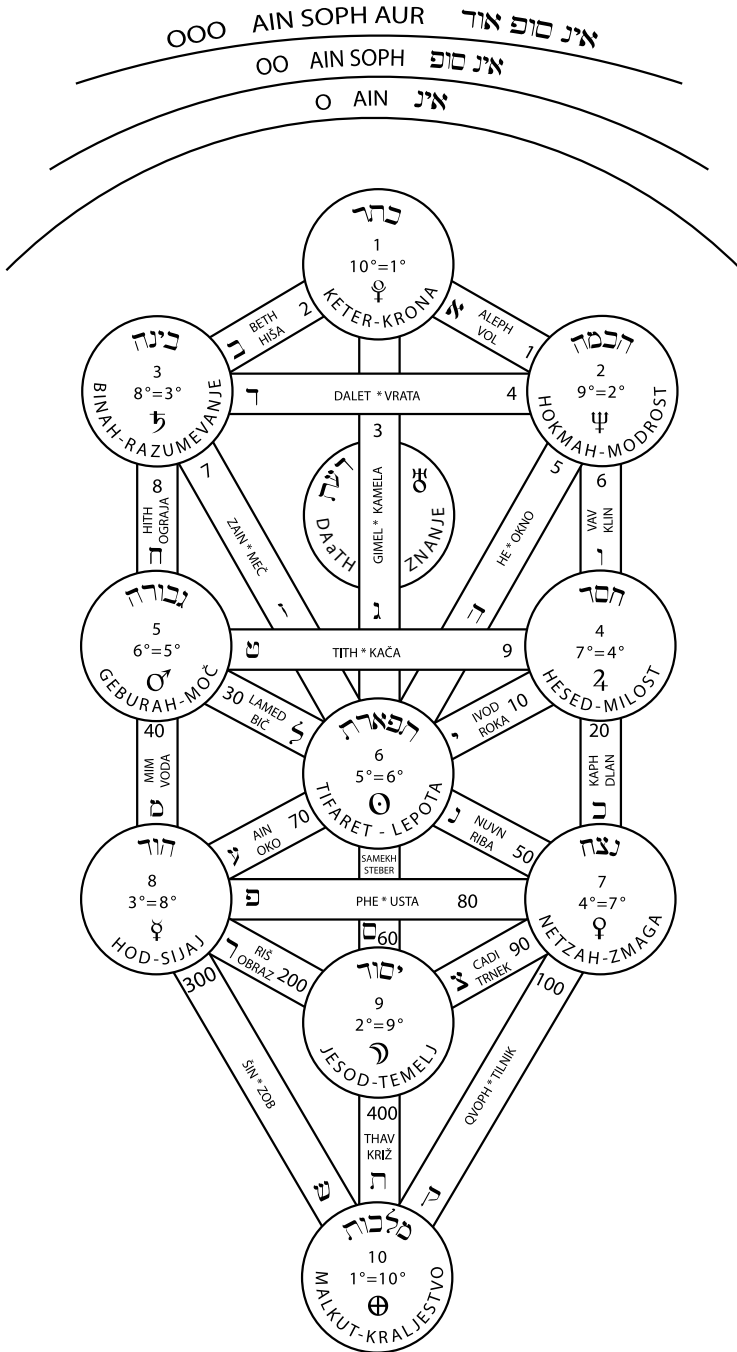 OOO AIN SOPH AUR אינ סופ אוד
OO AIN SOPH אינ סופ
O AIN אינ
כתר
1
10°=1°
♇
KETER-KRONA
ב
BETH
HIŠA
2
א
ALEPH
VOL
1
בינה
3
8°=3°
♄
BINAH-RAZUMEVANJE
חכמה
2
9°=2°
♆
HOKMAH-MODROST
ד DALET * VRATA 4
3
GIMEL * KAMELA
ג
דעת
DAaTH
♅
ZNANJE
8
HITH
OGRAJA
ח
7
ZAIN * MEČ
ז
5
HE * OKNO
ה
6
VAV
KLIN
ו
גבורה
5
6°=5°
♂
GEBURAH-MOČ
חסד
4
7°=4°
♃
HESED-MILOST
ט TITH * KAČA 9
30
LAMED
BIČ
ל
י
IVOD
ROKA
10
תפארת
6
5°=6°
☉
TIFARET - LEPOTA
40
MIM
VODA
מ
20
KAPH
DLAN
כ
ע
AIN
OKO
70
נ
NUVN
RIBA
50
SAMEKH
STEBER
ס 60
הוד
8
3°=8°
☿
HOD-SIJAJ
נצח
7
4°=7°
♀
NETZAH-ZMAGA
פ PHE * USTA 80
ר
RIŠ
OBRAZ
200
צ
CADI
TRNEK
90
יסוד
9
2°=9°
☽
JESOD-TEMELJ
300
ŠIN * ZOB
ש
400
THAV
KRIŽ
ת
100
QVOPH * TILNIK
ק
מלכות
10
1°=10°
⊕
MALKUT-KRALJESTVO